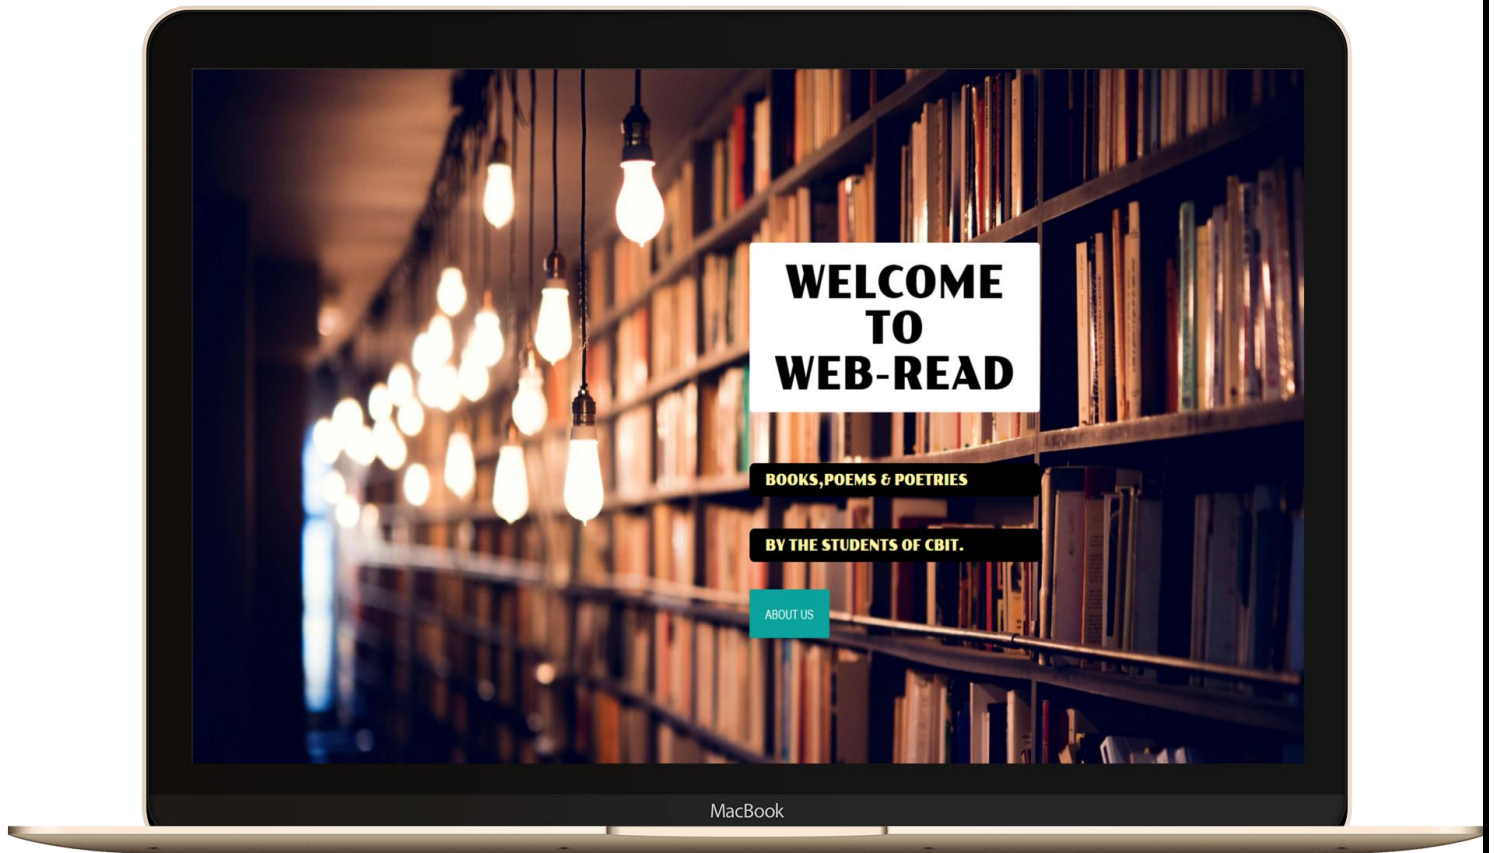 WELCOME
TO
WEB-READ
BOOKS,POEMS & POETRIES
BY THE STUDENTS OF CBIT.
ABOUT US
MacBook